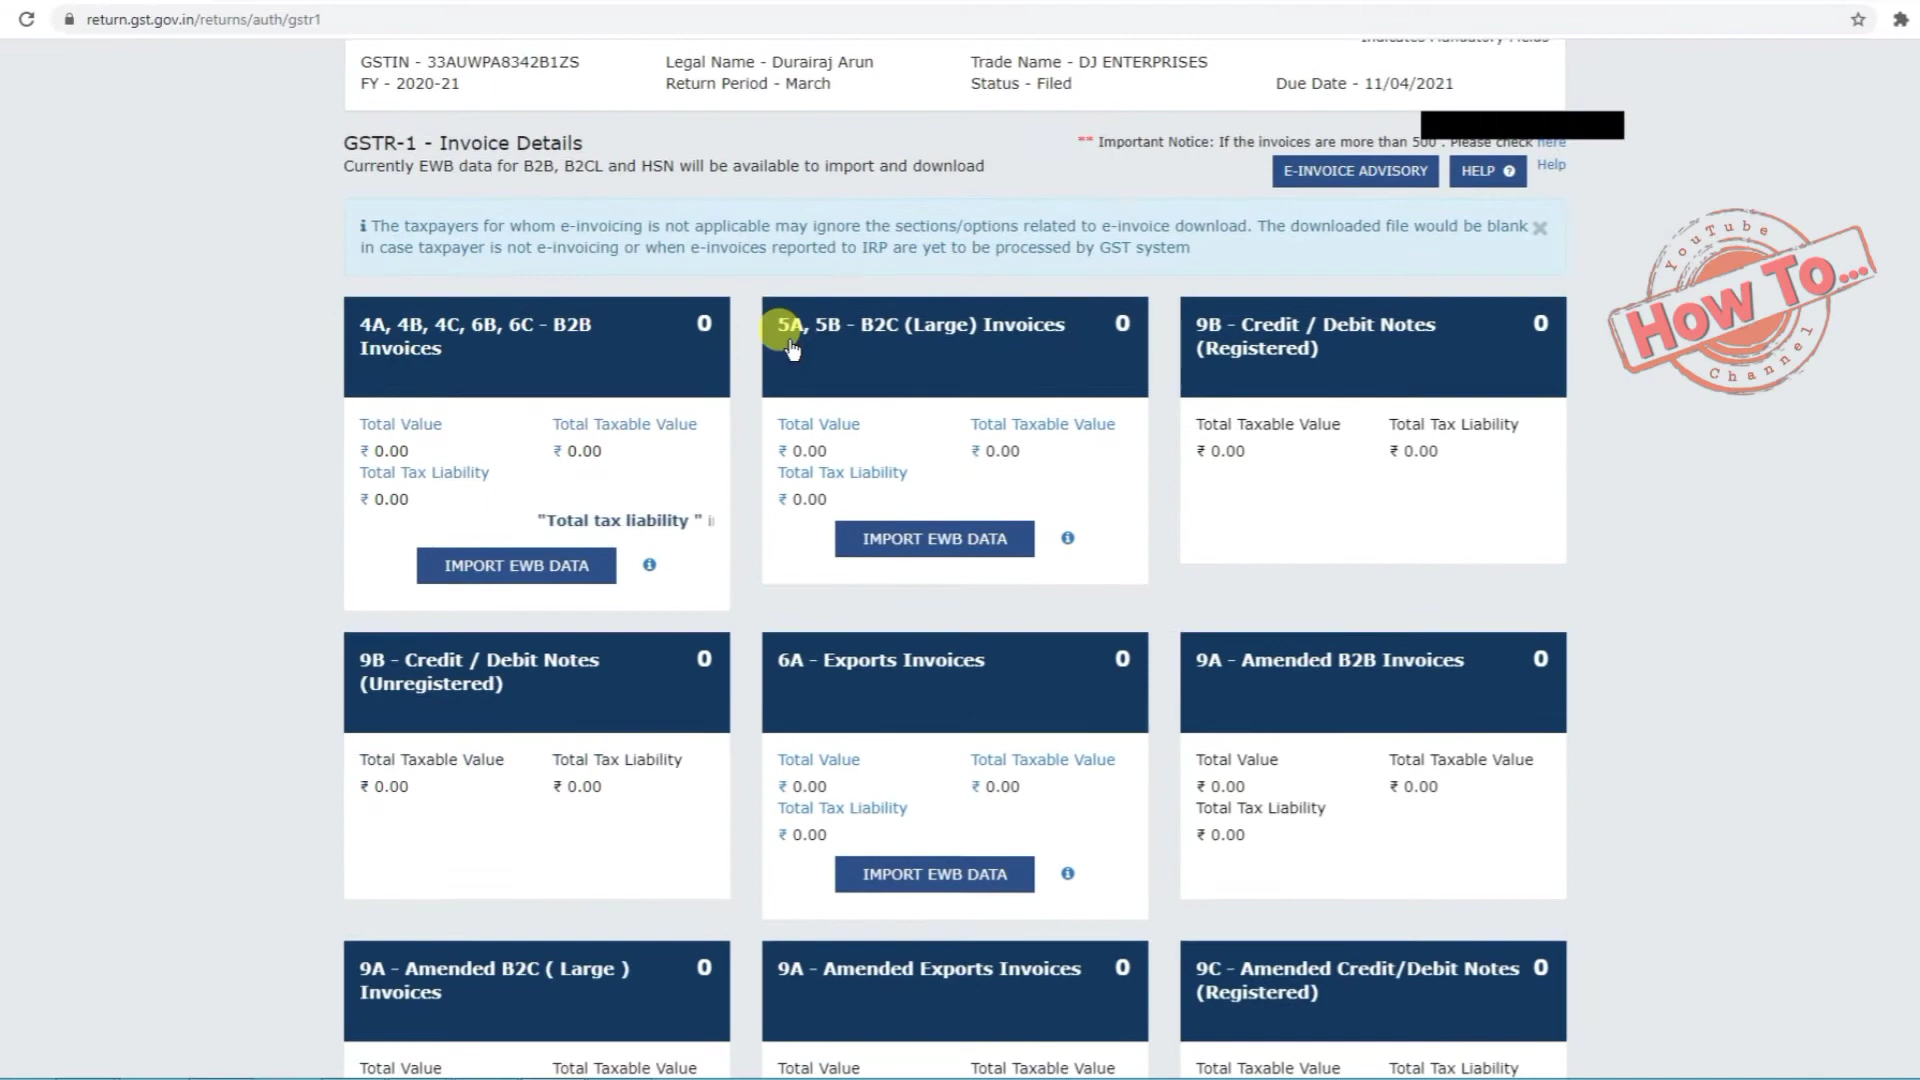 return.gst.gov.in/returns/auth/gstr1
Indicates Mandatory Fields
GSTIN - 33AUWPA8342B1ZS
Legal Name - Durairaj Arun
Trade Name - DJ ENTERPRISES
FY - 2020-21
Return Period - March
Status - Filed
Due Date - 11/04/2021
GSTR-1 - Invoice Details
** Important Notice: If the invoices are more than 500 . Please check here
Currently EWB data for B2B, B2CL and HSN will be available to import and download
E-INVOICE ADVISORY
HELP ?
Help
i The taxpayers for whom e-invoicing is not applicable may ignore the sections/options related to e-invoice download. The downloaded file would be blank
in case taxpayer is not e-invoicing or when e-invoices reported to IRP are yet to be processed by GST system
4A, 4B, 4C, 6B, 6C - B2B 0
Invoices
Total Value Total Taxable Value
₹ 0.00 ₹ 0.00
Total Tax Liability
₹ 0.00
"Total tax liability "
IMPORT EWB DATA
5A, 5B - B2C (Large) Invoices 0
Total Value Total Taxable Value
₹ 0.00 ₹ 0.00
Total Tax Liability
₹ 0.00
IMPORT EWB DATA
9B - Credit / Debit Notes 0
(Registered)
Total Taxable Value Total Tax Liability
₹ 0.00 ₹ 0.00
YouTube
How To...
Channel
9B - Credit / Debit Notes 0
(Unregistered)
Total Taxable Value Total Tax Liability
₹ 0.00 ₹ 0.00
6A - Exports Invoices 0
Total Value Total Taxable Value
₹ 0.00 ₹ 0.00
Total Tax Liability
₹ 0.00
IMPORT EWB DATA
9A - Amended B2B Invoices 0
Total Value Total Taxable Value
₹ 0.00 ₹ 0.00
Total Tax Liability
₹ 0.00
9A - Amended B2C ( Large ) 0
Invoices
Total Value Total Taxable Value
9A - Amended Exports Invoices 0
Total Value Total Taxable Value
9C - Amended Credit/Debit Notes 0
(Registered)
Total Taxable Value Total Tax Liability